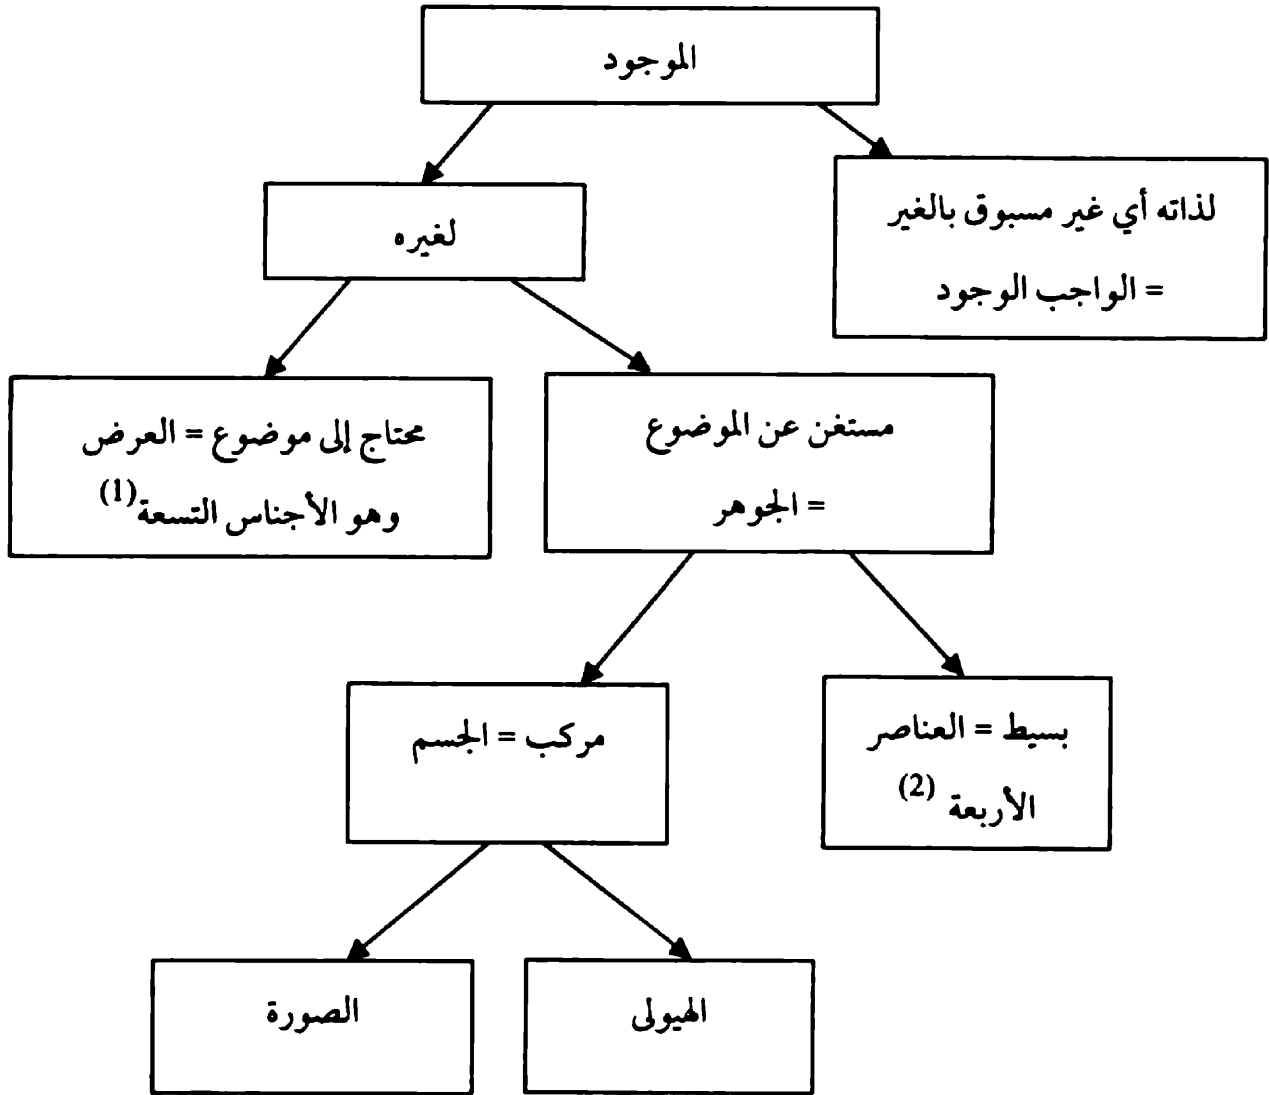 الموجود
لذاته أي غير مسبوق بالغير
= الواجب الوجود
لغيره
مستغن عن الموضوع
= الجوهر
محتاج إلى موضوع = العرض
وهو الأجناس التسعة(1)
بسيط = العناصر
الأربعة (2)
مركب = الجسم
الهيولى
الصورة